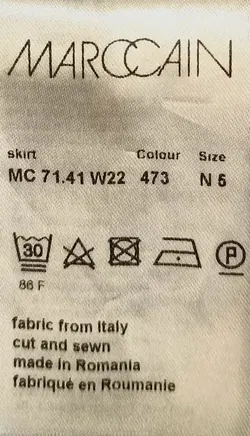 MARCCAIN
skirt Colour Size
MC 71.41 W22 473 N 5
30 P
86 F
fabric from Italy
cut and sewn
made in Romania
fabriqué en Roumanie